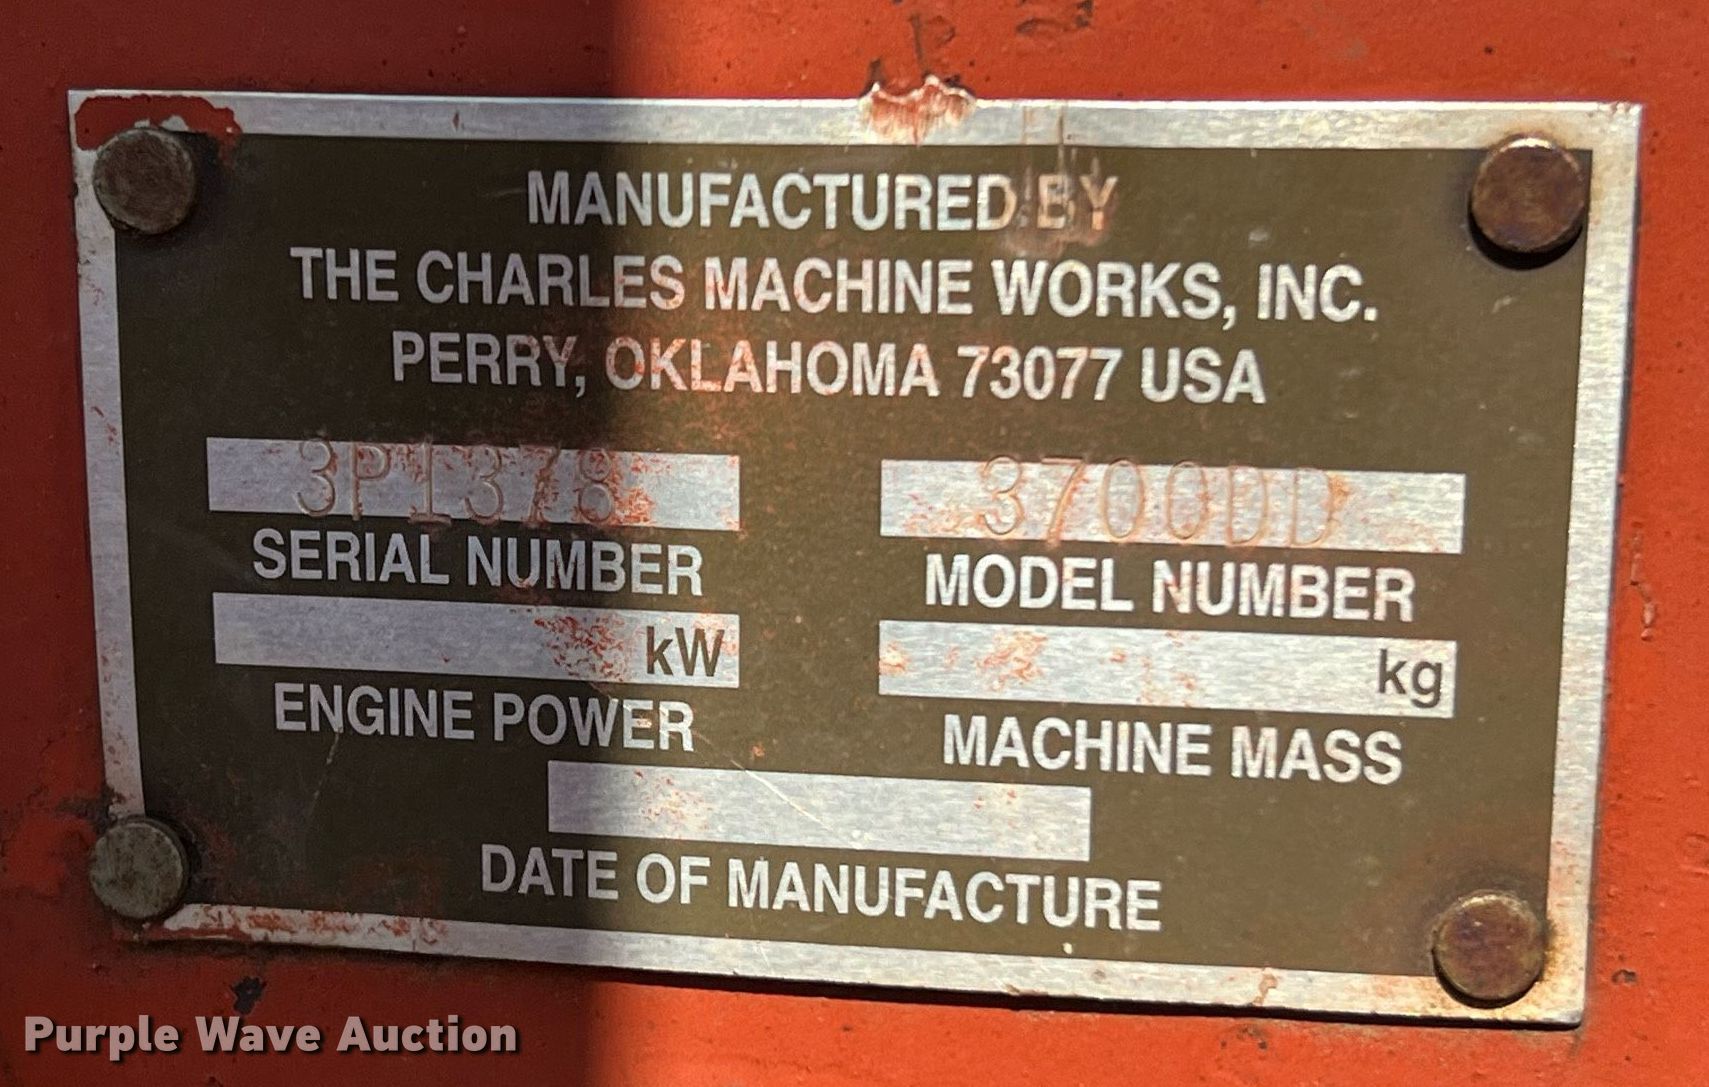 MANUFACTURED BY
THE CHARLES MACHINE WORKS, INC.
PERRY, OKLAHOMA 73077 USA
3P1378 3700DD
SERIAL NUMBER MODEL NUMBER
kW kg
ENGINE POWER MACHINE MASS
DATE OF MANUFACTURE
Purple Wave Auction